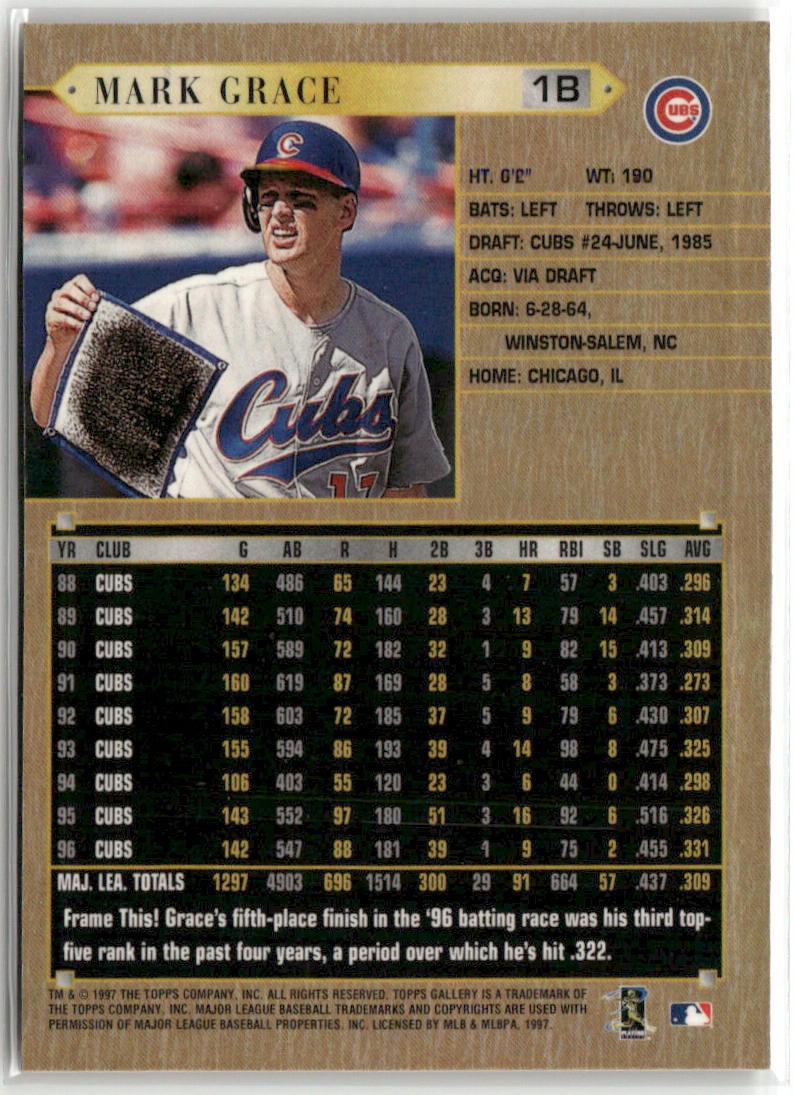 MARK GRACE 1B
CUBS
C
HT. 6'2" WT: 190
BATS: LEFT THROWS: LEFT
DRAFT: CUBS #24-JUNE, 1985
ACQ: VIA DRAFT
BORN: 6-28-64,
WINSTON-SALEM, NC
HOME: CHICAGO, IL
Cubs
17
YR CLUB G AB R H 2B 3B HR RBI SB SLG AVG
88 CUBS 134 486 65 144 23 4 7 57 3 .403 .296
89 CUBS 142 510 74 160 28 3 13 79 14 .457 .314
90 CUBS 157 589 72 182 32 1 9 82 15 .413 .309
91 CUBS 160 619 87 169 28 5 8 58 3 .373 .273
92 CUBS 158 603 72 185 37 5 9 79 6 .430 .307
93 CUBS 155 594 86 193 39 4 14 98 8 .475 .325
94 CUBS 106 403 55 120 23 3 6 44 0 .414 .298
95 CUBS 143 552 97 180 51 3 16 92 6 .516 .326
96 CUBS 142 547 88 181 39 1 9 75 2 .455 .331
MAJ. LEA. TOTALS 1297 4903 696 1514 300 29 91 664 57 .437 .309
Frame This! Grace's fifth-place finish in the '96 batting race was his third top-
five rank in the past four years, a period over which he's hit .322.
TM & © 1997 THE TOPPS COMPANY, INC. ALL RIGHTS RESERVED. TOPPS GALLERY IS A TRADEMARK OF
THE TOPPS COMPANY, INC. MAJOR LEAGUE BASEBALL TRADEMARKS AND COPYRIGHTS ARE USED WITH
PERMISSION OF MAJOR LEAGUE BASEBALL PROPERTIES, INC. LICENSED BY MLB & MLBPA, 1997.